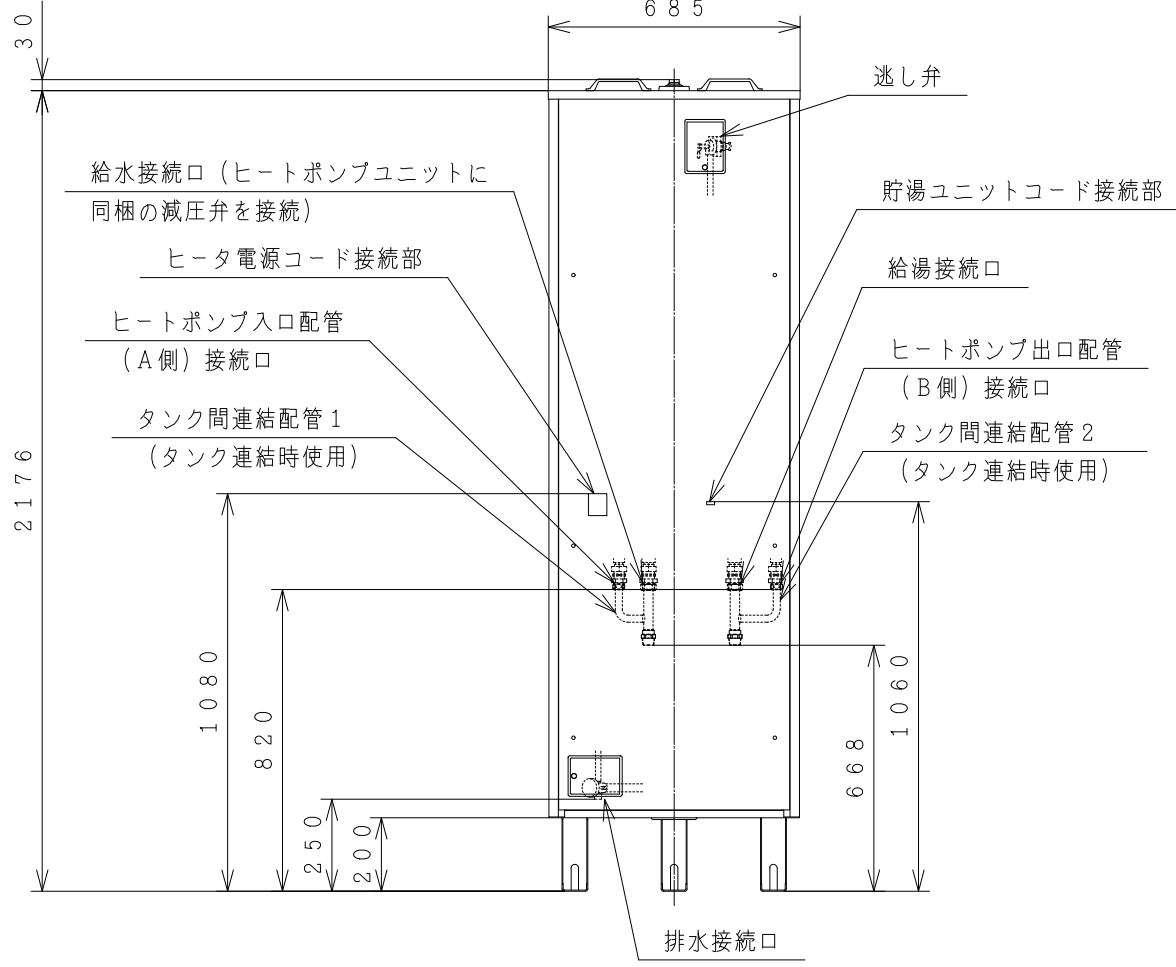 685
30
逃し弁
給水接続口（ヒートポンプユニットに
同梱の減圧弁を接続）
貯湯ユニットコード接続部
ヒータ電源コード接続部
給湯接続口
ヒートポンプ入口配管
（A側）接続口
ヒートポンプ出口配管
（B側）接続口
タンク間連結配管1
（タンク連結時使用）
タンク間連結配管2
（タンク連結時使用）
2176
1080
820
250
200
668
1060
排水接続口